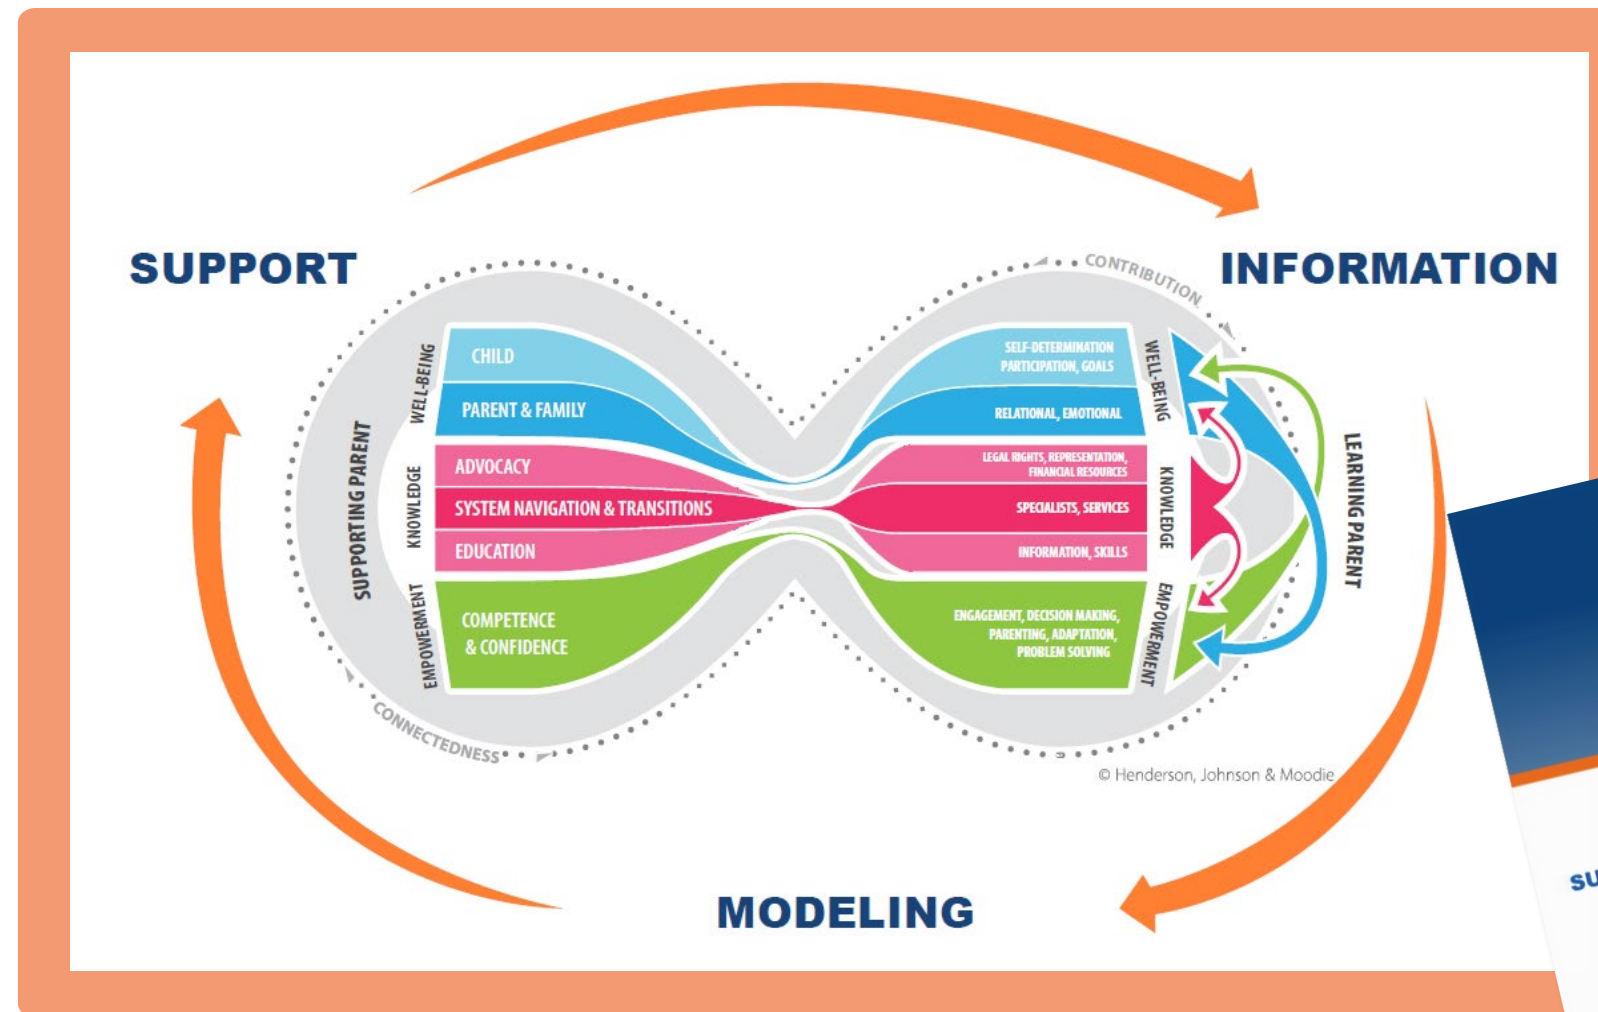 SUPPORT
INFORMATION
CONTRIBUTION
SUPPORTING PARENT
WELL-BEING
CHILD
PARENT & FAMILY
KNOWLEDGE
ADVOCACY
SYSTEM NAVIGATION & TRANSITIONS
EDUCATION
EMPOWERMENT
COMPETENCE
& CONFIDENCE
CONNECTEDNESS
SELF-DETERMINATION
PARTICIPATION, GOALS
RELATIONAL, EMOTIONAL
WELL-BEING
LEGAL RIGHTS, REPRESENTATION,
FINANCIAL RESOURCES
SPECIALISTS, SERVICES
INFORMATION, SKILLS
KNOWLEDGE
ENGAGEMENT, DECISION MAKING,
PARENTING, ADAPTATION,
PROBLEM SOLVING
EMPOWERMENT
LEARNING PARENT
© Henderson, Johnson & Moodie
MODELING
SU